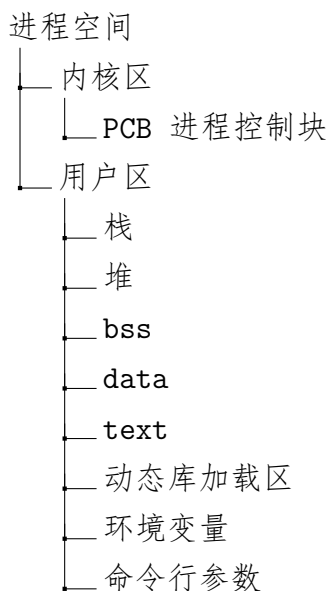 进程空间
内核区
PCB 进程控制块
用户区
栈
堆
bss
data
text
动态库加载区
环境变量
命令行参数